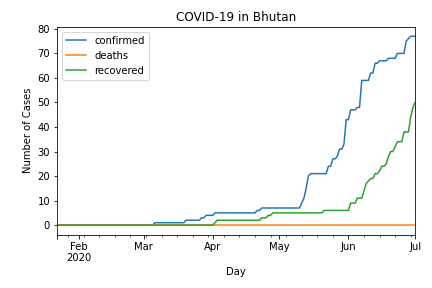 COVID-19 in Bhutan
confirmed
deaths
recovered
Number of Cases
80
70
60
50
40
30
20
10
0
Feb Mar Apr May Jun Jul
2020
Day